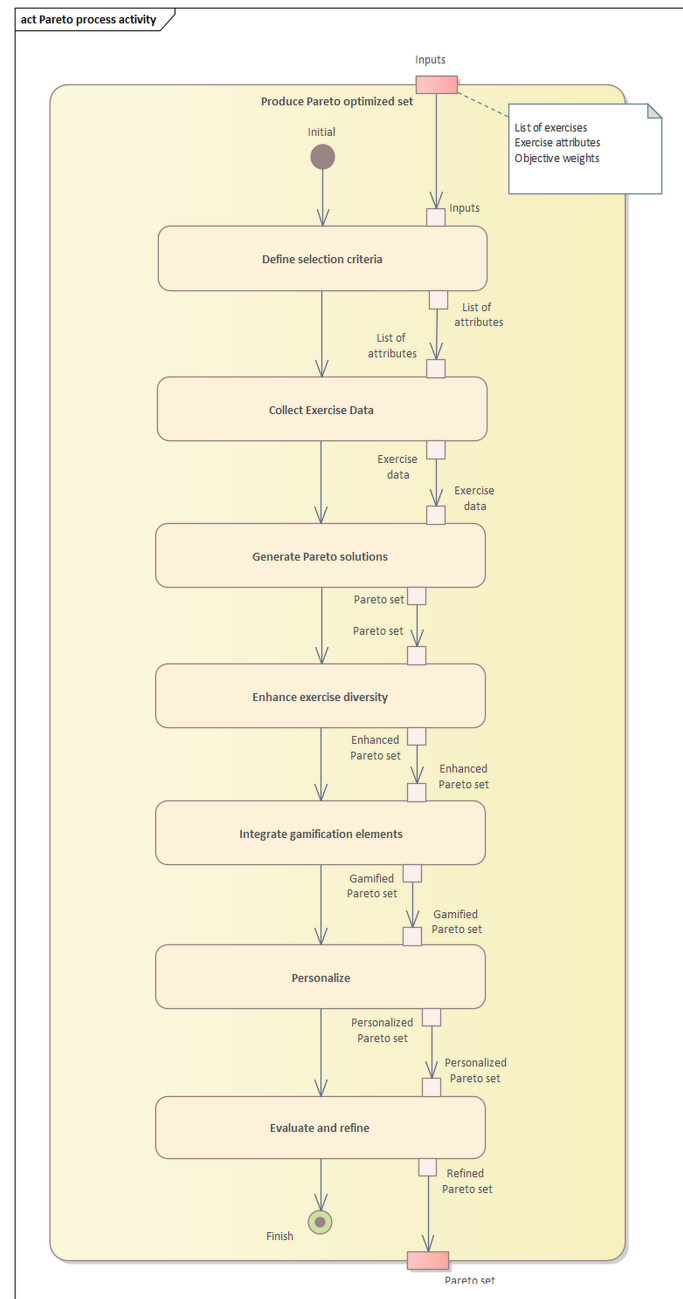 act Pareto process activity
Inputs
Produce Pareto optimized set
List of exercises
Exercise attributes
Objective weights
Initial
Inputs
Define selection criteria
List of
attributes
List of
attributes
Collect Exercise Data
Exercise
data
Exercise
data
Generate Pareto solutions
Pareto set
Pareto set
Enhance exercise diversity
Enhanced
Pareto set
Enhanced
Pareto set
Integrate gamification elements
Gamified
Pareto set
Gamified
Pareto set
Personalize
Personalized
Pareto set
Personalized
Pareto set
Evaluate and refine
Refined
Pareto set
Finish
Pareto set